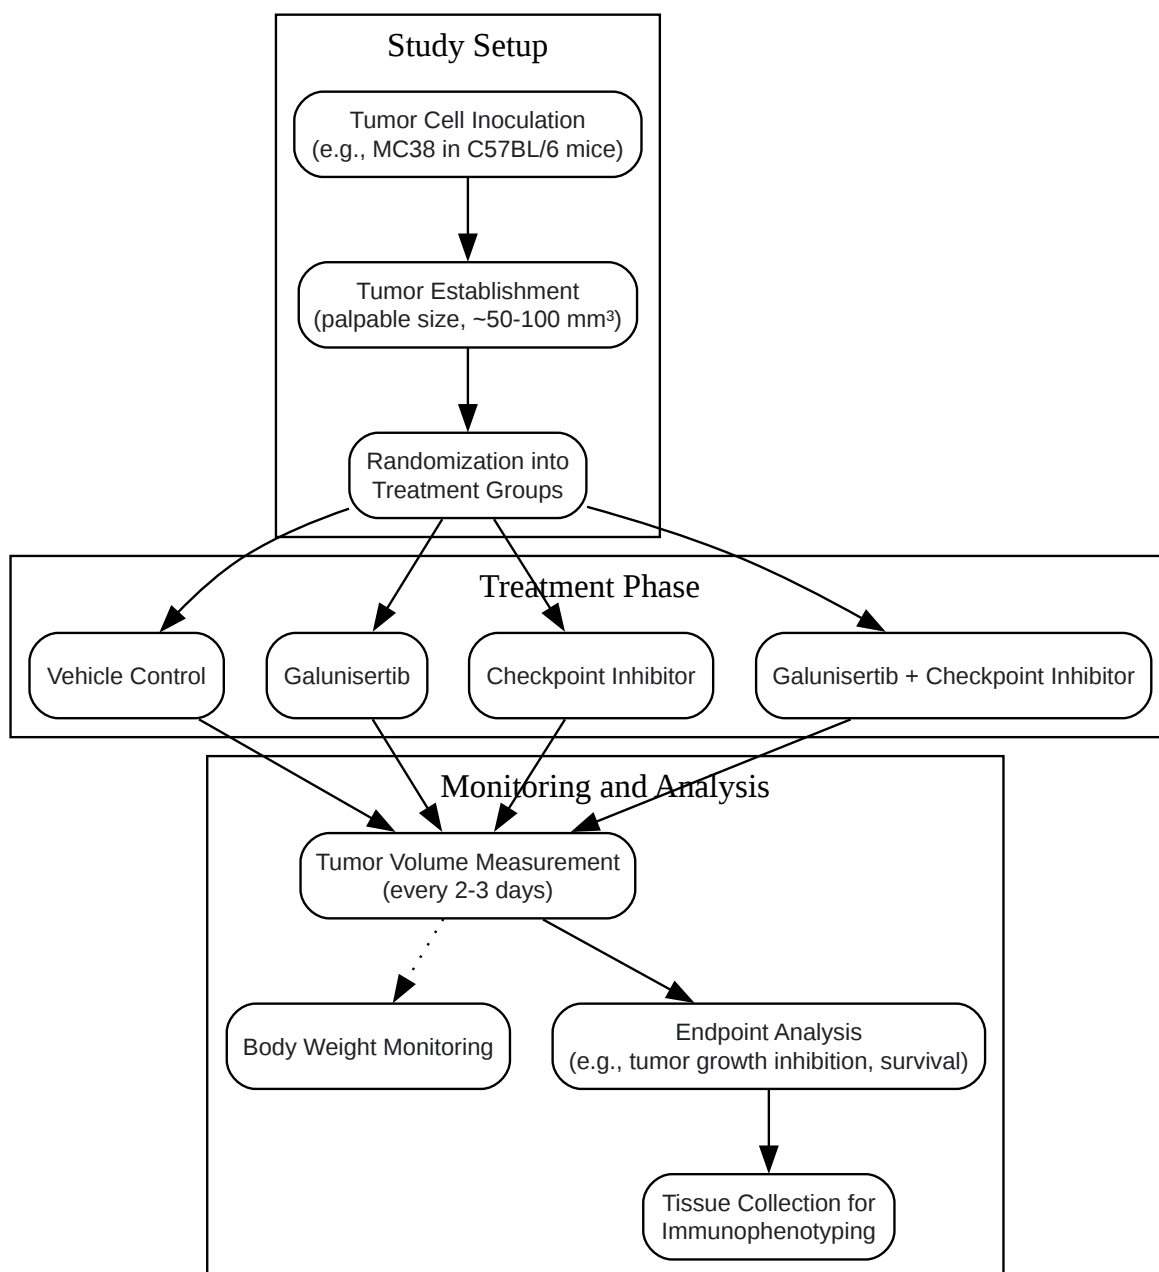 Study Setup
Tumor Cell Inoculation
(e.g., MC38 in C57BL/6 mice)
Tumor Establishment
(palpable size, ~50-100 mm³)
Randomization into
Treatment Groups
Treatment Phase
Vehicle Control
Galunisertib
Checkpoint Inhibitor
Galunisertib + Checkpoint Inhibitor
Monitoring and Analysis
Tumor Volume Measurement
(every 2-3 days)
Body Weight Monitoring
Endpoint Analysis
(e.g., tumor growth inhibition, survival)
Tissue Collection for
Immunophenotyping